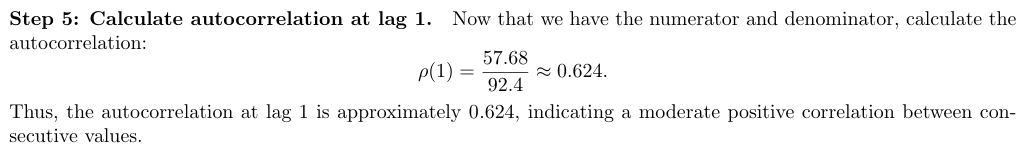 Step 5: Calculate autocorrelation at lag 1. Now that we have the numerator and denominator, calculate the
autocorrelation:
ρ(1) = 57.68/92.4 ≈ 0.624.
Thus, the autocorrelation at lag 1 is approximately 0.624, indicating a moderate positive correlation between con-
secutive values.